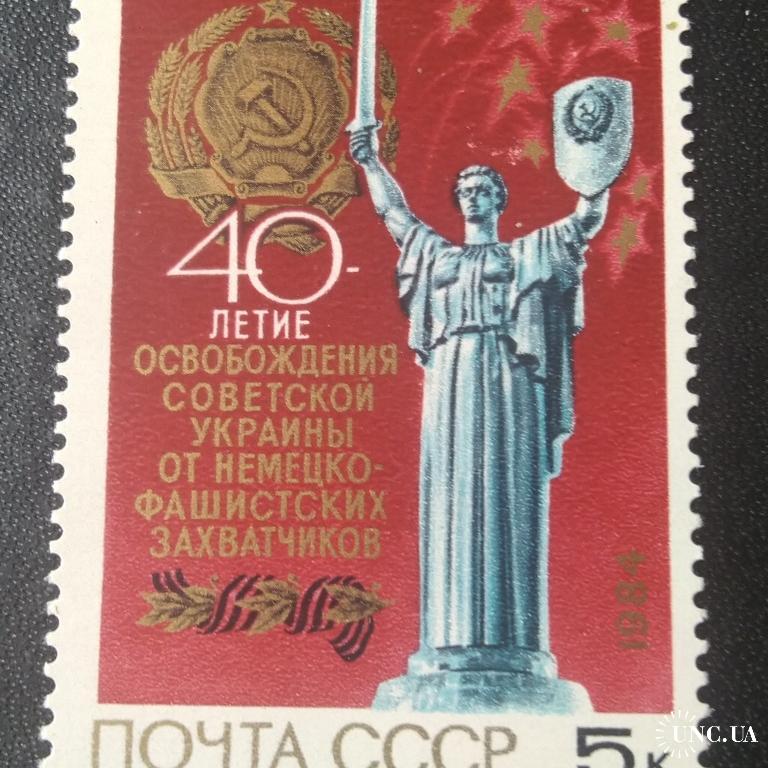 40-
ЛЕТИЕ
ОСВОБОЖДЕНИЯ
СОВЕТСКОЙ
УКРАИНЫ
ОТ НЕМЕЦКО-
ФАШИСТСКИХ
ЗАХВАТЧИКОВ
1984
ПОЧТА СССР 5к
UNC.UA